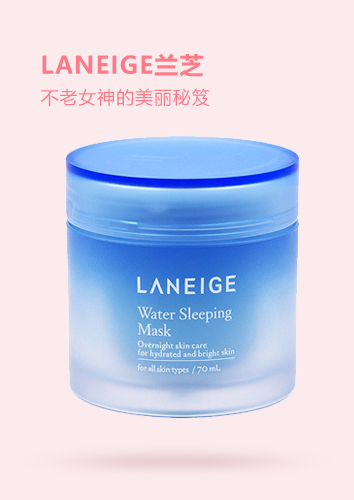 LANEIGE兰芝
不老女神的美丽秘笈
LANEIGE
Water Sleeping
Mask
Overnight skin care
for hydrated and bright skin
for all skin types / 70 mL